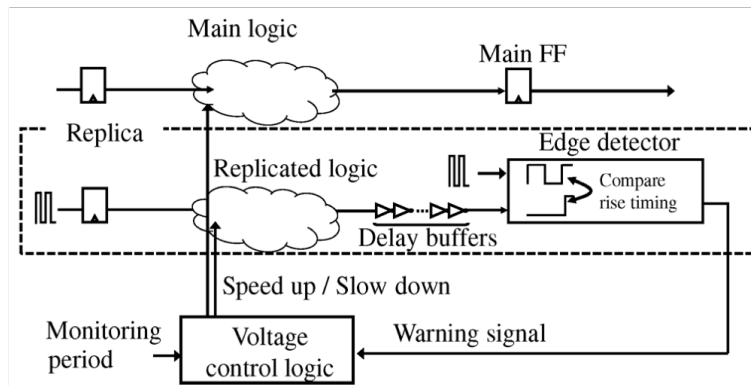 Main logic
Main FF
Replica
Edge detector
Replicated logic
Compare
rise timing
Delay buffers
Speed up / Slow down
Monitoring
period
Voltage
control logic
Warning signal